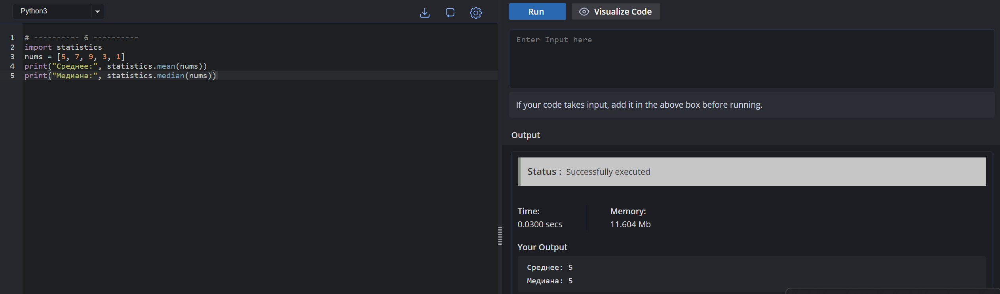 Python3
1 # ---------- 6 ----------
2 import statistics
3 nums = [5, 7, 9, 3, 1]
4 print("Среднее:", statistics.mean(nums))
5 print("Медиана:", statistics.median(nums))
Run
Visualize Code
Enter Input here
If your code takes input, add it in the above box before running.
Output
Status : Successfully executed
Time:
0.0300 secs
Memory:
11.604 Mb
Your Output
Среднее: 5
Медиана: 5